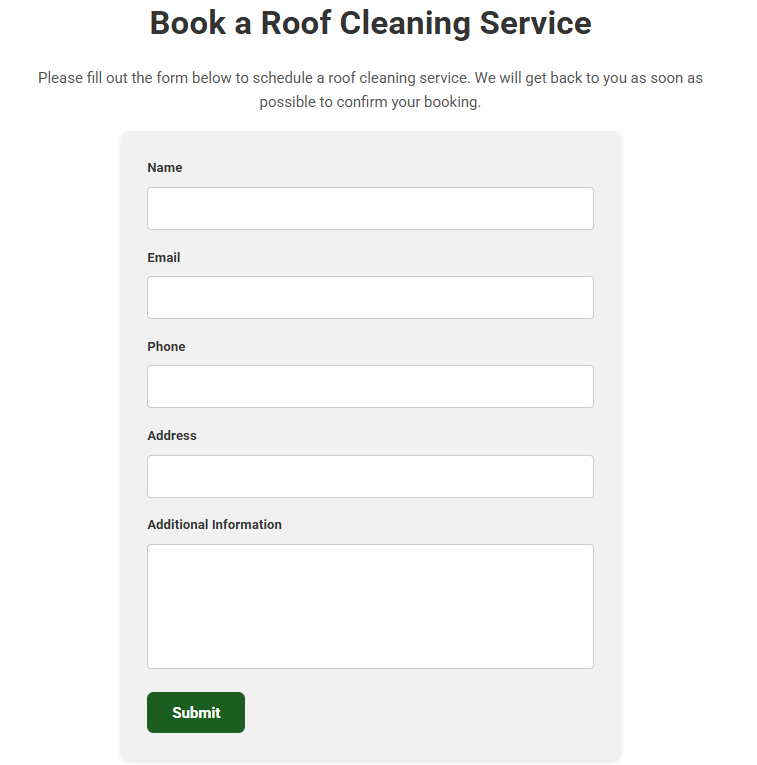 Book a Roof Cleaning Service
Please fill out the form below to schedule a roof cleaning service. We will get back to you as soon as
possible to confirm your booking.
Name
Email
Phone
Address
Additional Information
Submit